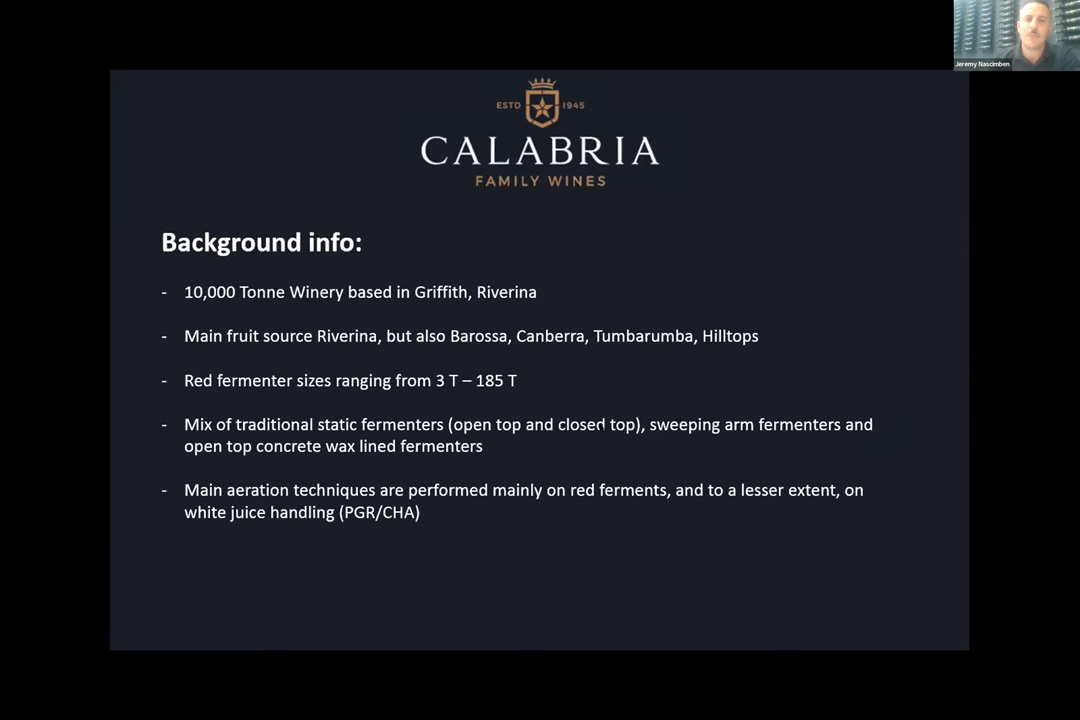 Jeremy Nascimben
ESTD 1945
CALABRIA
FAMILY WINES
Background info:
- 10,000 Tonne Winery based in Griffith, Riverina
- Main fruit source Riverina, but also Barossa, Canberra, Tumbarumba, Hilltops
- Red fermenter sizes ranging from 3 T – 185 T
- Mix of traditional static fermenters (open top and closed top), sweeping arm fermenters and
open top concrete wax lined fermenters
- Main aeration techniques are performed mainly on red ferments, and to a lesser extent, on
white juice handling (PGR/CHA)